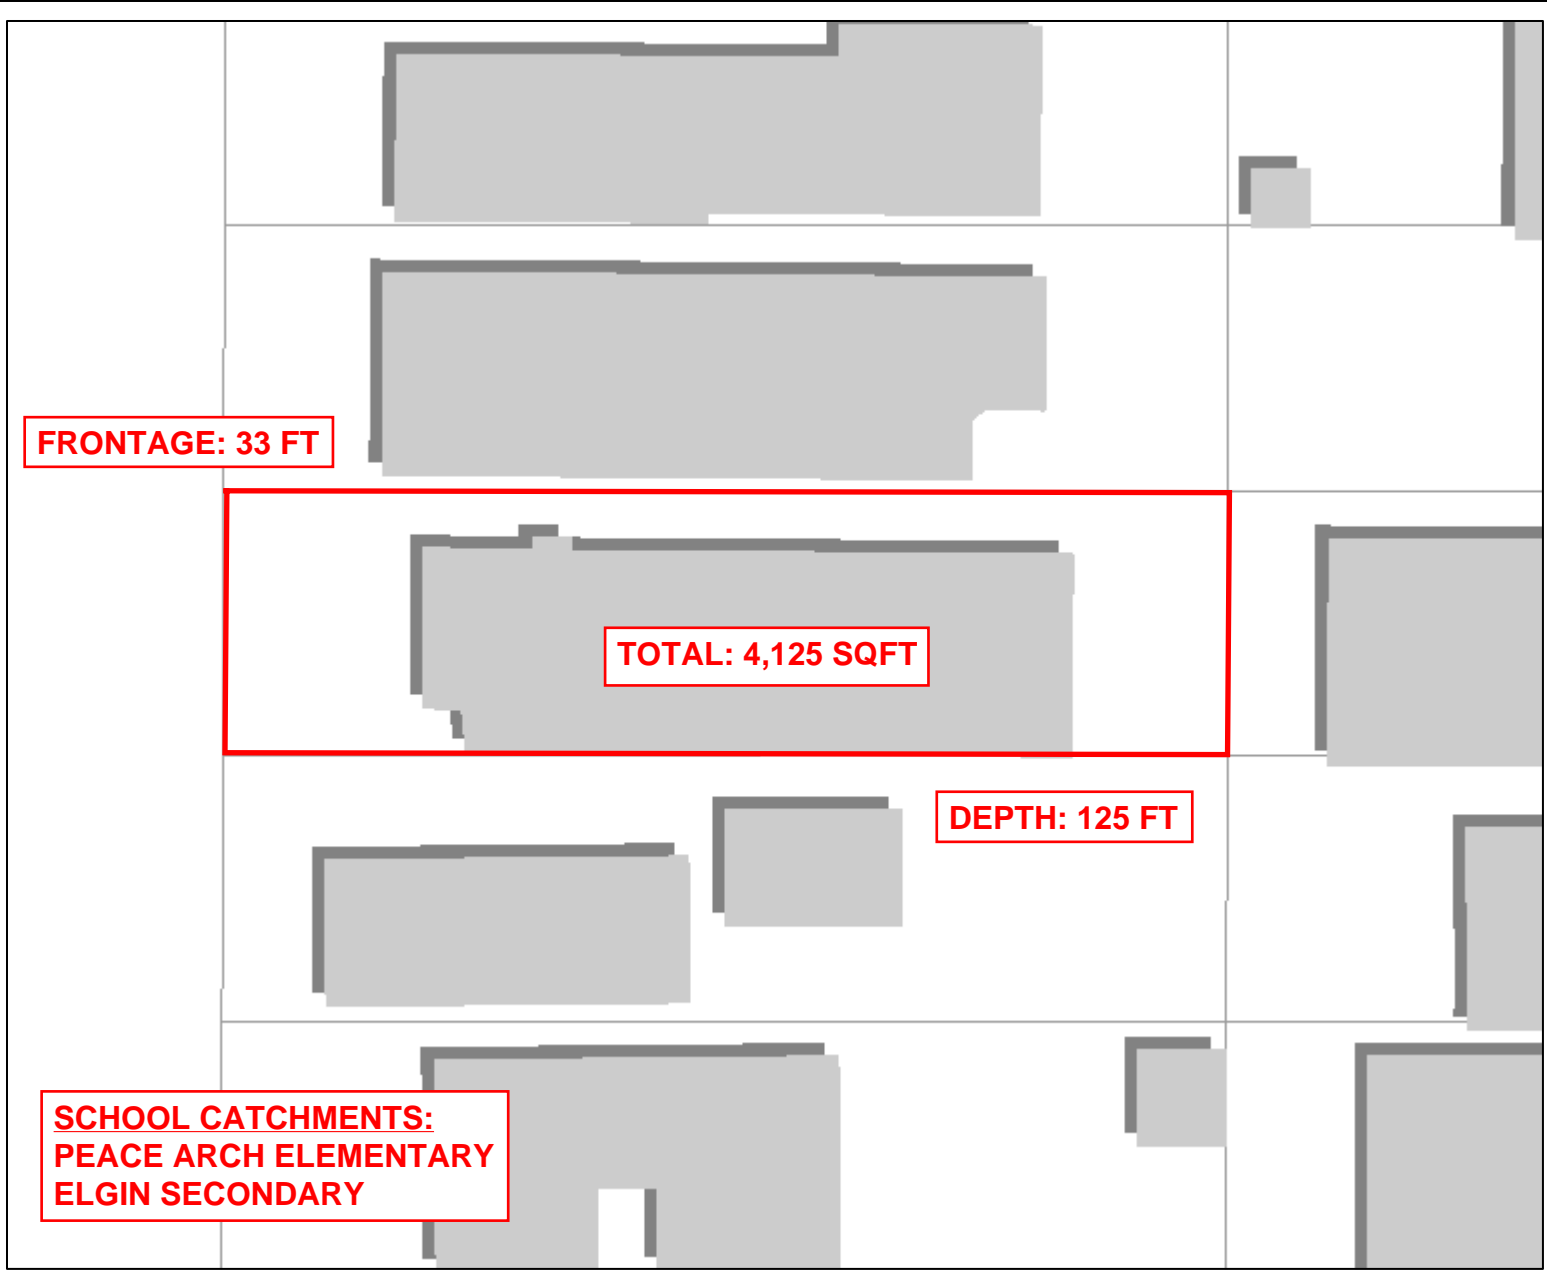 FRONTAGE: 33 FT
TOTAL: 4,125 SQFT
DEPTH: 125 FT
SCHOOL CATCHMENTS:
PEACE ARCH ELEMENTARY
ELGIN SECONDARY